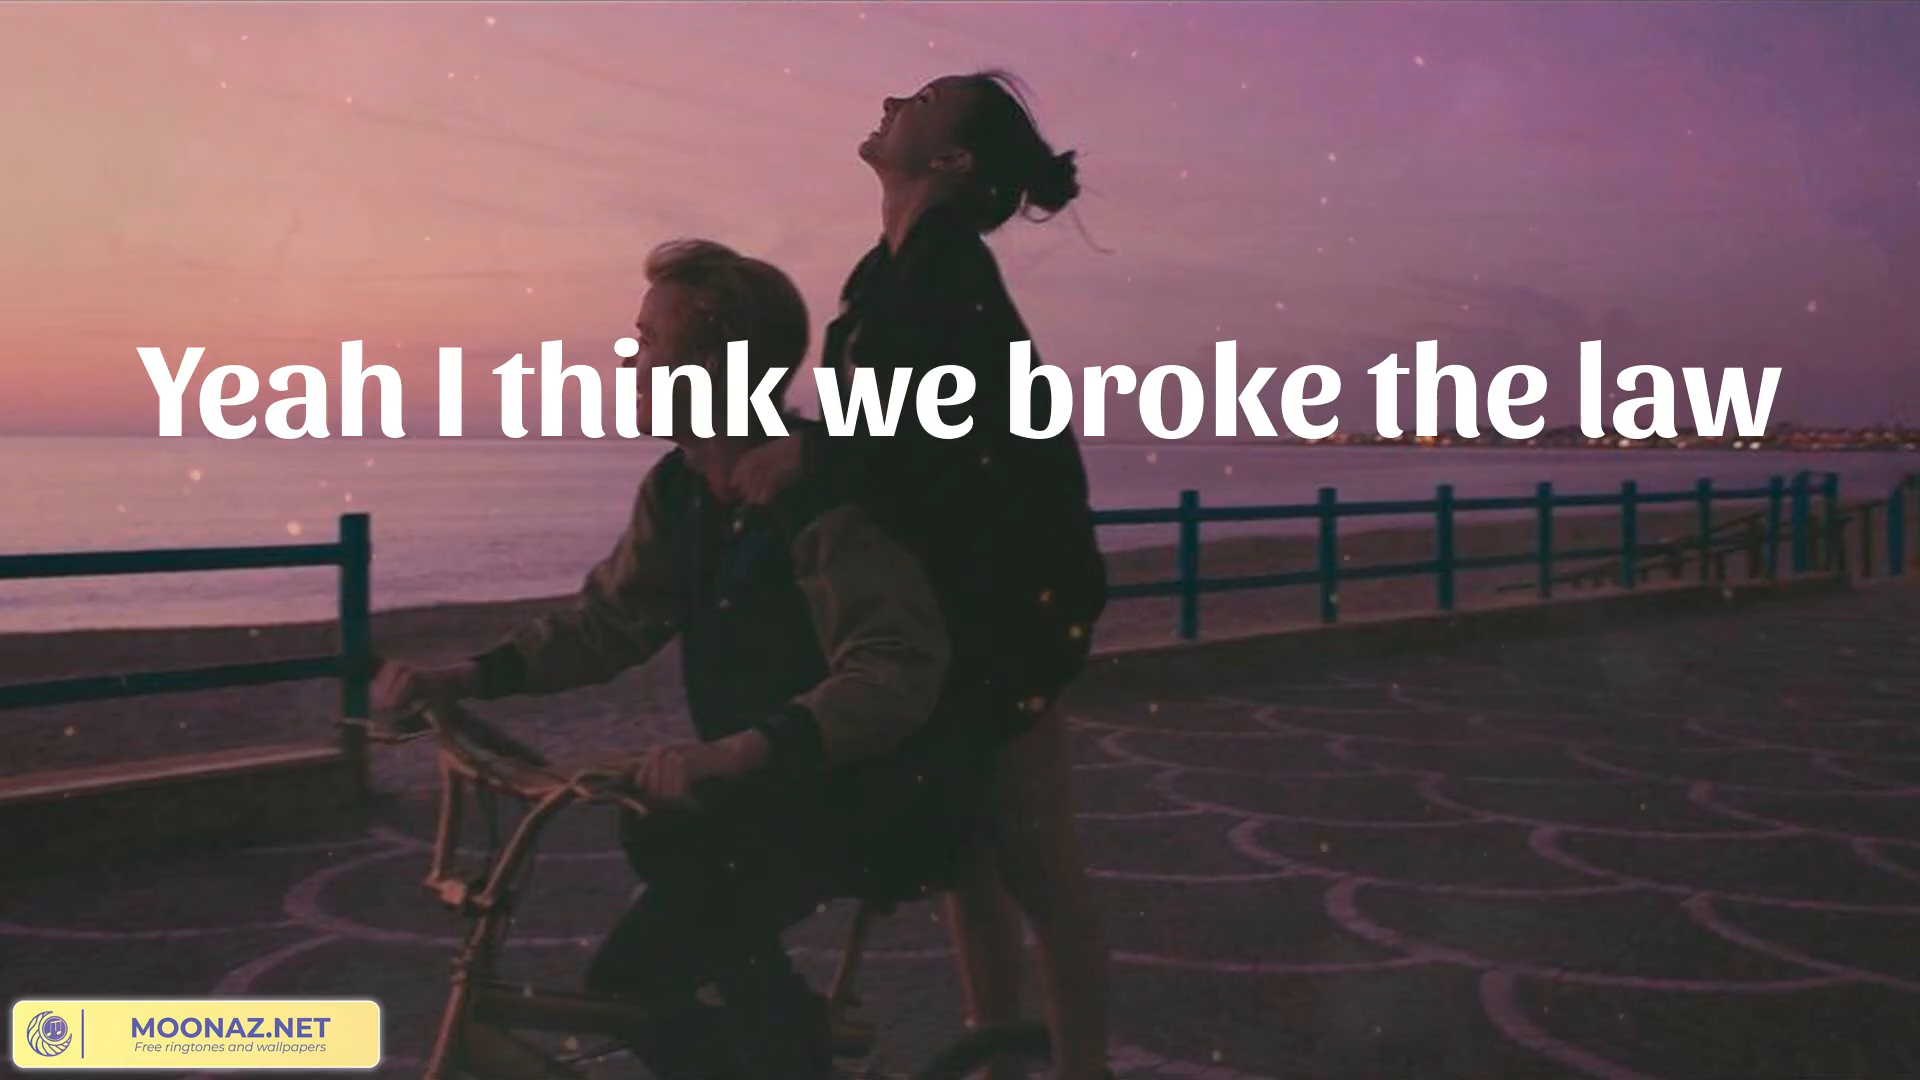 Yeah I think we broke the law
MOONAZ.NET
Free ringtones and wallpapers